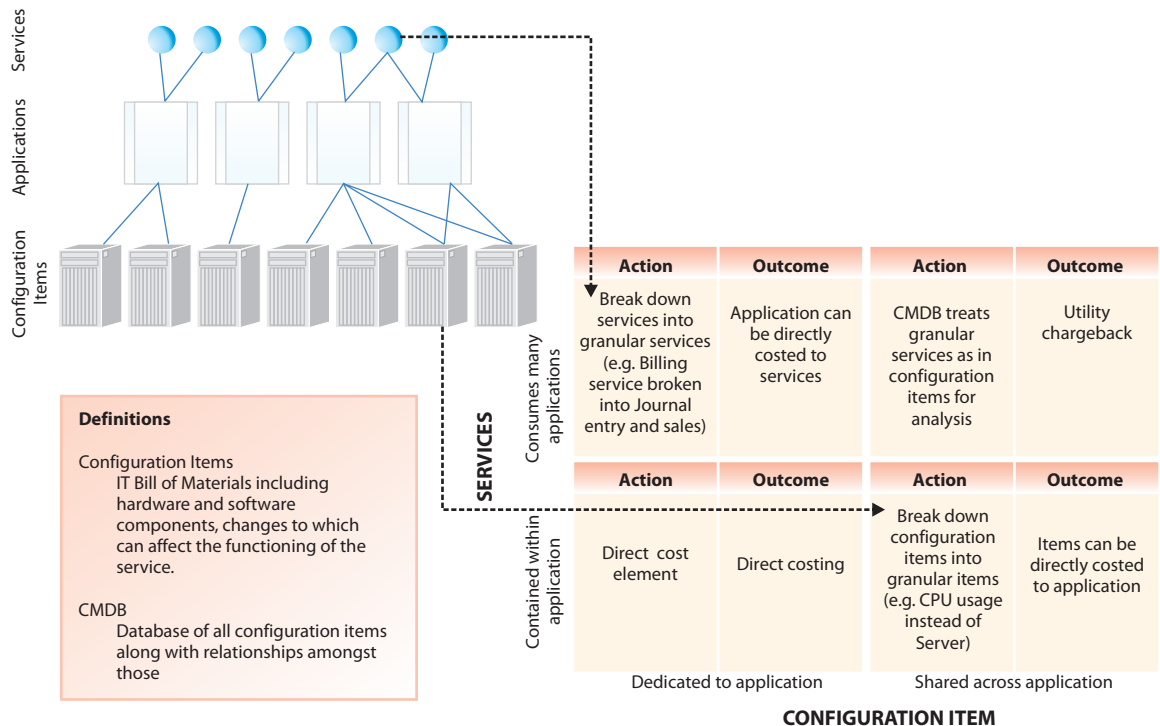 Services
Applications
Configuration
Items
Definitions
Configuration Items
IT Bill of Materials including
hardware and software
components, changes to which
can affect the functioning of the
service.
CMDB
Database of all configuration items
along with relationships amongst
those
SERVICES
Consumes many
applications
Action
Outcome
Action
Outcome
Break down
services into
granular services
(e.g. Billing
service broken
into Journal
entry and sales)
Application can
be directly
costed to
services
CMDB treats
granular
services as in
configuration
items for
analysis
Utility
chargeback
Contained within
application
Action
Outcome
Action
Outcome
Direct cost
element
Direct costing
Break down
configuration
items into
granular items
(e.g. CPU usage
instead of
Server)
Items can be
directly costed
to application
Dedicated to application
Shared across application
CONFIGURATION ITEM